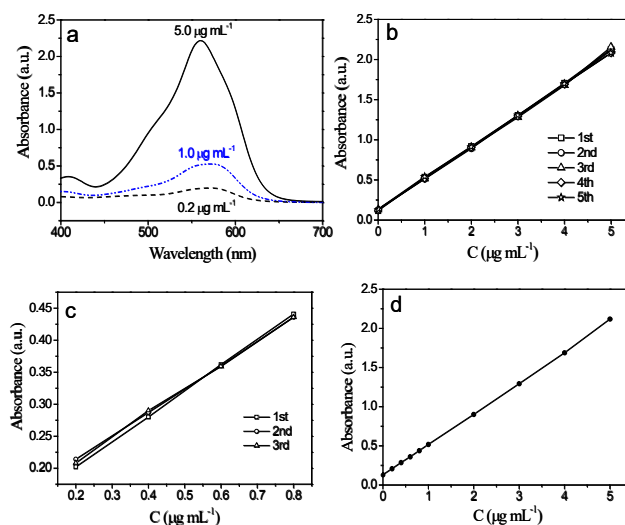 a
5.0 μg mL⁻¹
1.0 μg mL⁻¹
0.2 μg mL⁻¹
Absorbance (a.u.)
2.5
2.0
1.5
1.0
0.5
0.0
400 450 500 550 600 650 700
Wavelength (nm)
b
1st
2nd
3rd
4th
5th
Absorbance (a.u.)
2.5
2.0
1.5
1.0
0.5
0.0
0 1 2 3 4 5
C (μg mL⁻¹)
c
1st
2nd
3rd
Absorbance (a.u.)
0.45
0.40
0.35
0.30
0.25
0.20
0.2 0.3 0.4 0.5 0.6 0.7 0.8
C (μg mL⁻¹)
d
Absorbance (a.u.)
2.5
2.0
1.5
1.0
0.5
0.0
0 1 2 3 4 5
C (μg mL⁻¹)